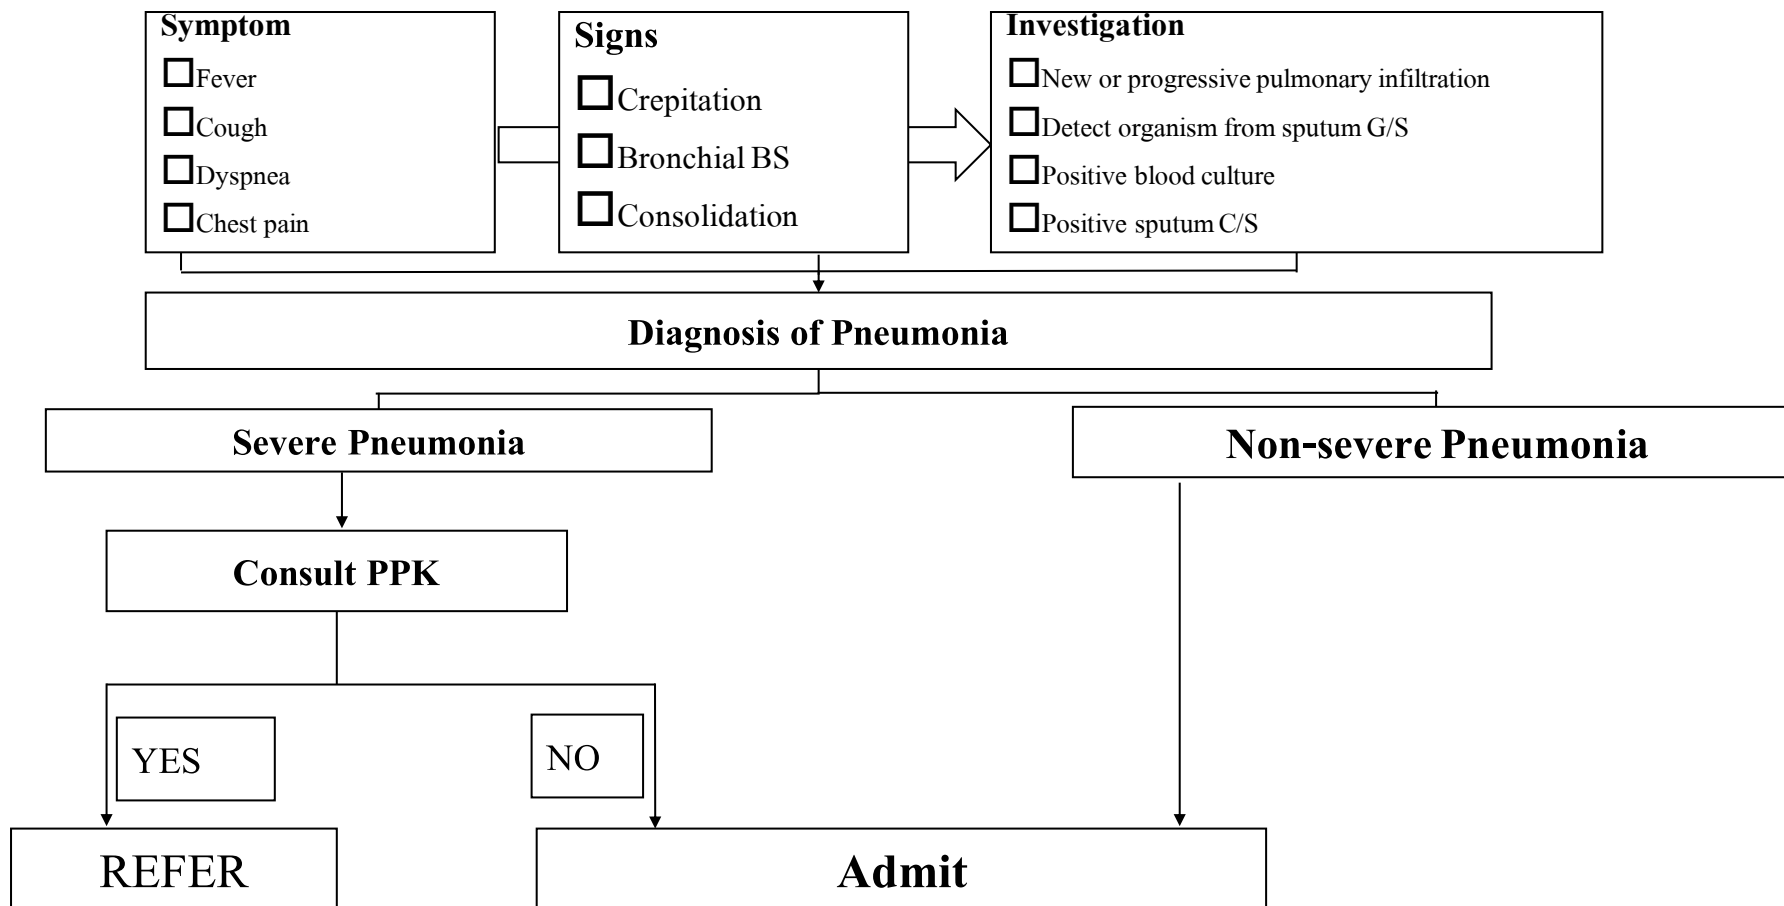 Symptom
Fever
Cough
Dyspnea
Chest pain
Signs
Crepitation
Bronchial BS
Consolidation
Investigation
New or progressive pulmonary infiltration
Detect organism from sputum G/S
Positive blood culture
Positive sputum C/S
Diagnosis of Pneumonia
Severe Pneumonia
Non-severe Pneumonia
Consult PPK
YES
NO
REFER
Admit